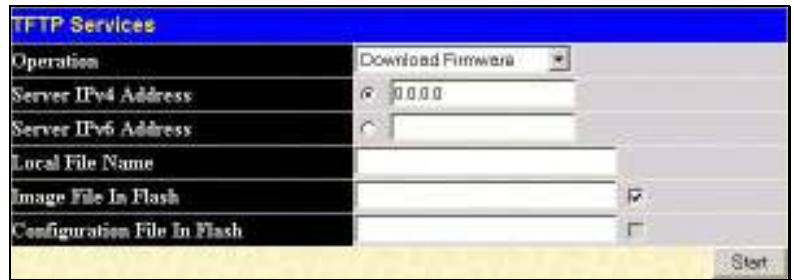 TFTP Services
Operation Download Firmware
Server IPv4 Address 0.0.0.0
Server IPv6 Address
Local File Name
Image File In Flash
Configuration File In Flash
Start